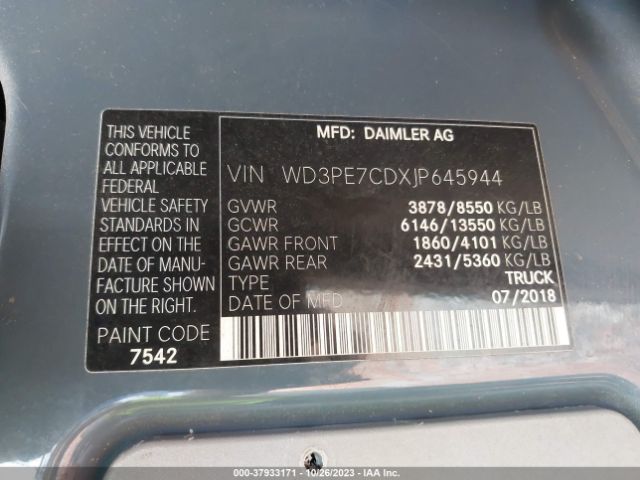 MFD: DAIMLER AG
THIS VEHICLE
CONFORMS TO
ALL APPLICABLE
FEDERAL
VEHICLE SAFETY
STANDARDS IN
EFFECT ON THE
DATE OF MANU-
FACTURE SHOWN
ON THE RIGHT.
PAINT CODE
7542
VIN WD3PE7CDXJP645944
GVWR 3878/8550 KG/LB
GCWR 6146/13550 KG/LB
GAWR FRONT 1860/4101 KG/LB
GAWR REAR 2431/5360 KG/LB
TYPE TRUCK
DATE OF MFD 07/2018
000-37933171 • 10/26/2023 • IAA Inc.